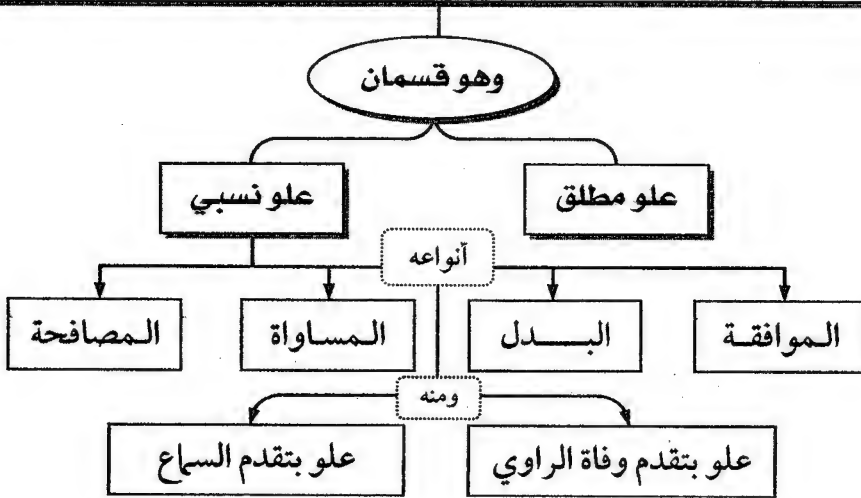 وهو قسمان
علو مطلق
علو نسبي
أنواعه
الموافقة
البدل
المساواة
المصافحة
ومنه
علو بتقدم وفاة الراوي
علو بتقدم السماع